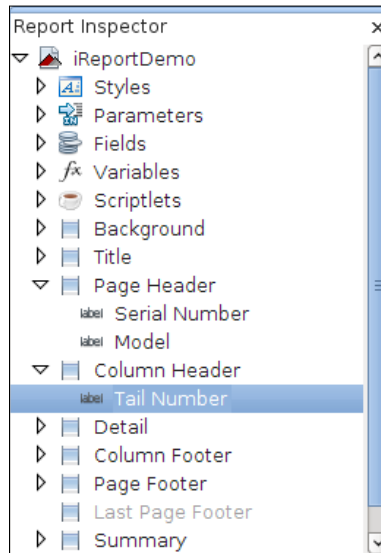 Report Inspector
iReportDemo
Styles
Parameters
Fields
fx Variables
Scriptlets
Background
Title
Page Header
label Serial Number
label Model
Column Header
label Tail Number
Detail
Column Footer
Page Footer
Last Page Footer
Summary